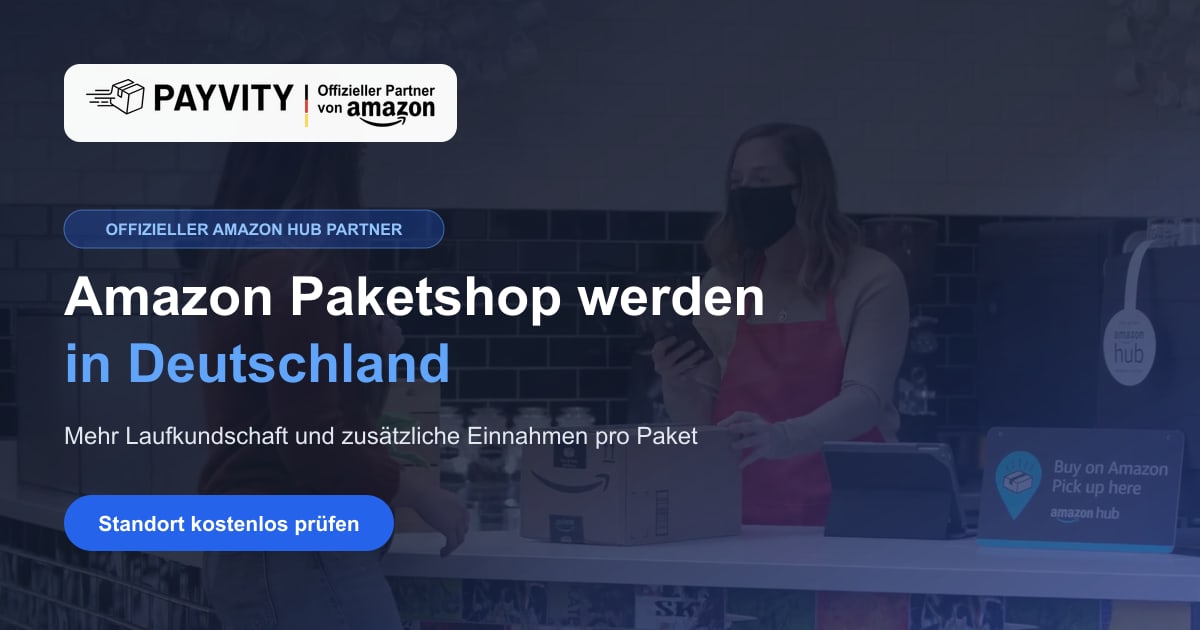 PAYVITY
Offizieller Partner
von amazon
OFFIZIELLER AMAZON HUB PARTNER
Amazon Paketshop werden
in Deutschland
Mehr Laufkundschaft und zusätzliche Einnahmen pro Paket
Standort kostenlos prüfen
amazon
hub
Buy on Amazon
Pick up here
amazon hub